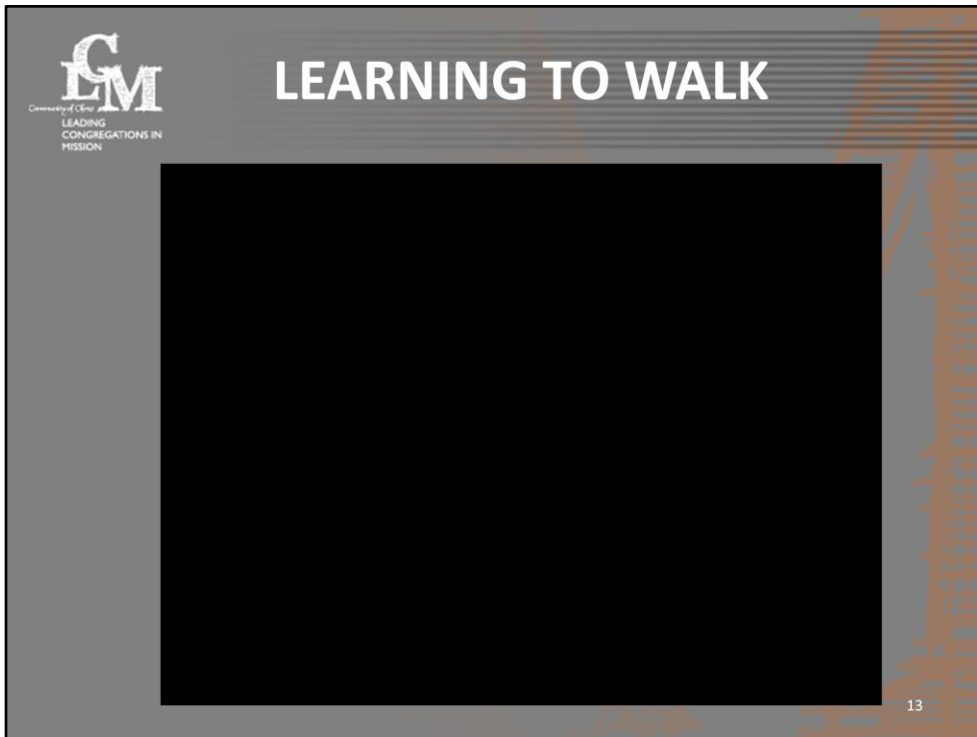 LCM
Community of Christ
LEADING
CONGREGATIONS IN
MISSION
LEARNING TO WALK
13